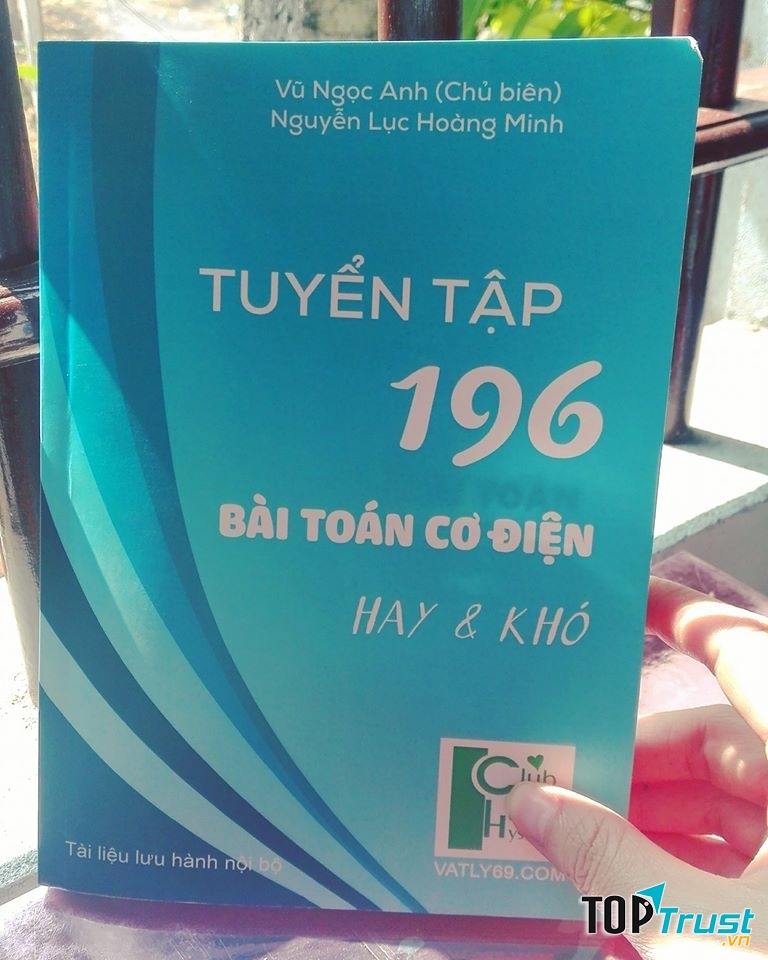 Vũ Ngọc Anh (Chủ biên)
Nguyễn Lục Hoàng Minh
TUYỂN TẬP
196
BÀI TOÁN CƠ ĐIỆN
HAY & KHÓ
Club
VATLY69.COM
Tài liệu lưu hành nội bộ
TOPTrust.vn